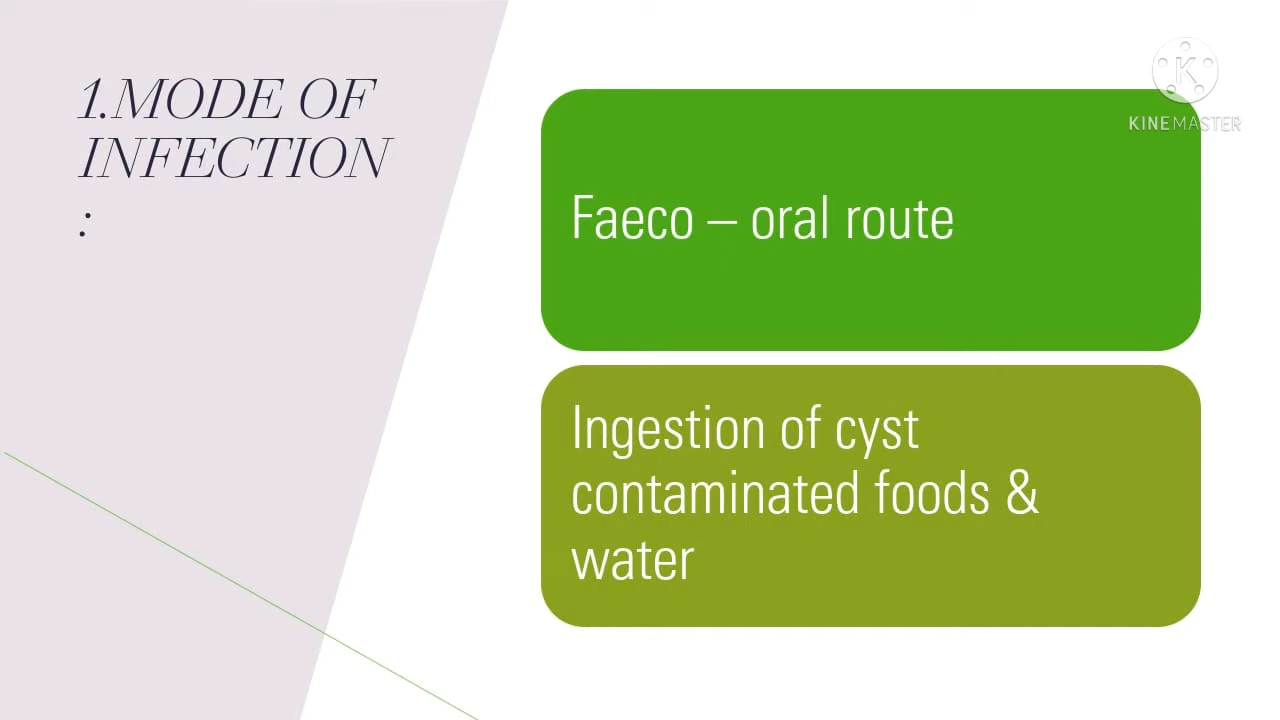 1.MODE OF
INFECTION
:
Faeco – oral route
Ingestion of cyst
contaminated foods &
water
K
KINEMASTER